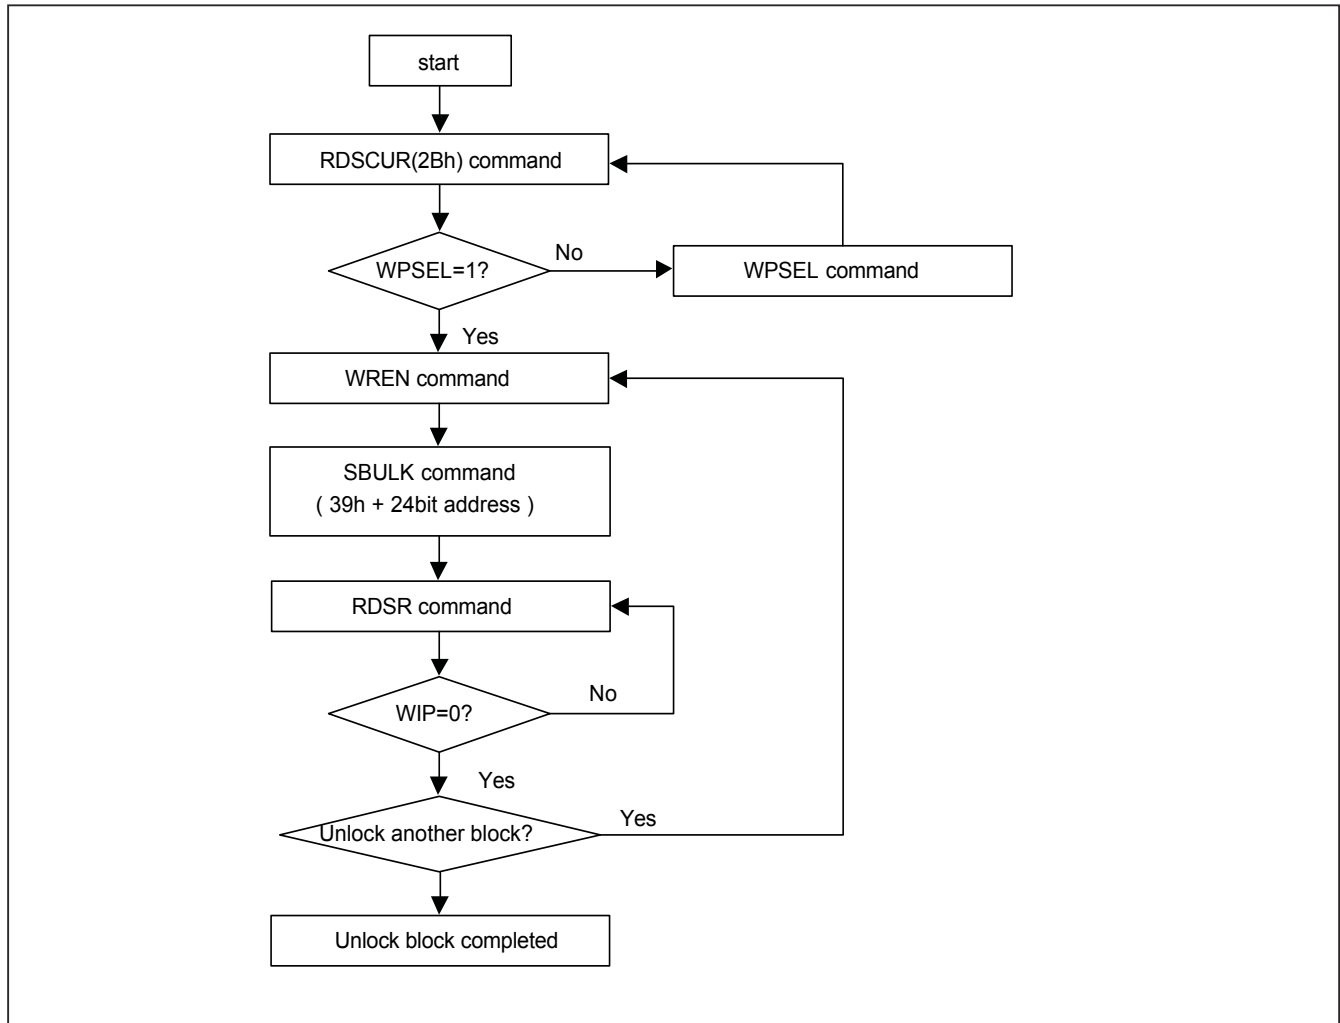 start
RDSCUR(2Bh) command
WPSEL=1?
No
WPSEL command
Yes
WREN command
SBULK command
( 39h + 24bit address )
RDSR command
WIP=0?
No
Yes
Unlock another block?
Yes
Unlock block completed